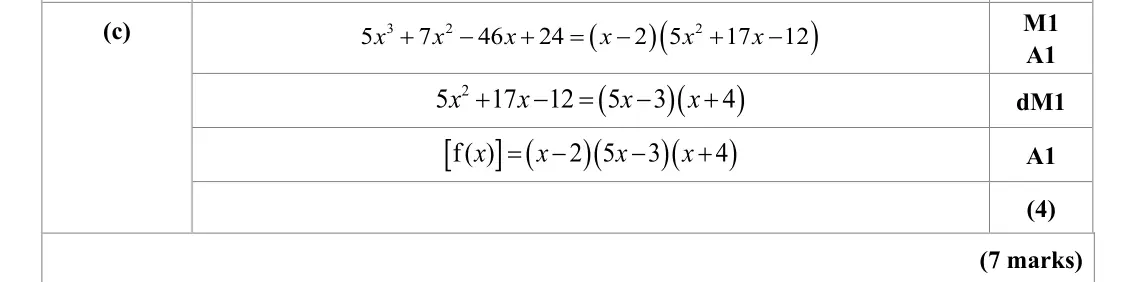 (c) 5x³ + 7x² − 46x + 24 = (x − 2)(5x² + 17x − 12) M1
A1
5x² + 17x − 12 = (5x − 3)(x + 4) dM1
[f(x)] = (x − 2)(5x − 3)(x + 4) A1
(4)
(7 marks)